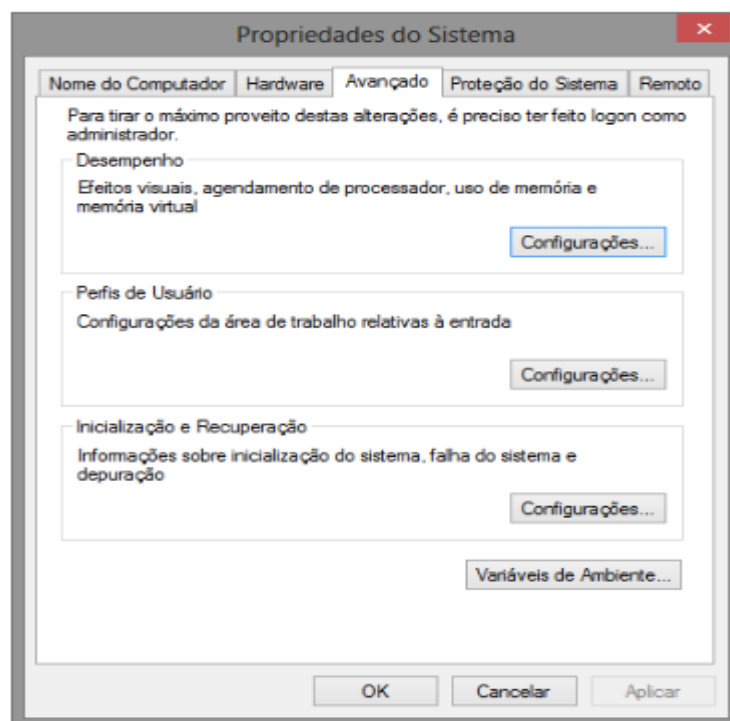 Propriedades do Sistema
Nome do Computador Hardware Avançado Proteção do Sistema Remoto
Para tirar o máximo proveito destas alterações, é preciso ter feito logon como
administrador.
Desempenho
Efeitos visuais, agendamento de processador, uso de memória e
memória virtual
Configurações...
Perfis de Usuário
Configurações da área de trabalho relativas à entrada
Configurações...
Inicialização e Recuperação
Informações sobre inicialização do sistema, falha do sistema e
depuração
Configurações...
Variáveis de Ambiente...
OK Cancelar Aplicar